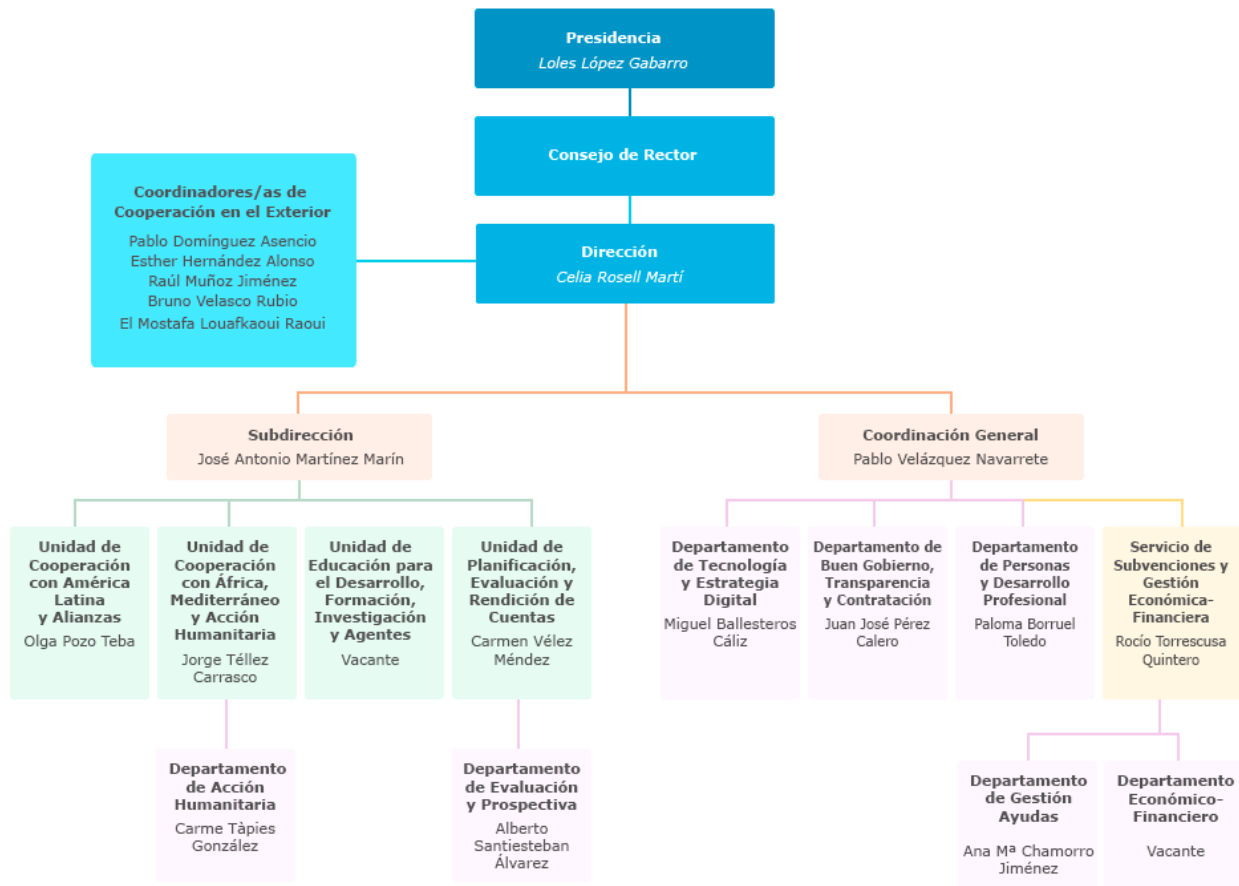 Presidencia
Loles López Gabarro
Consejo de Rector
Coordinadores/as de
Cooperación en el Exterior
Pablo Domínguez Asencio
Esther Hernández Alonso
Raúl Muñoz Jiménez
Bruno Velasco Rubio
El Mostafa Louafkaoui Raoui
Dirección
Celia Rosell Martí
Subdirección
José Antonio Martínez Marín
Coordinación General
Pablo Velázquez Navarrete
Unidad de
Cooperación
con América
Latina
y Alianzas
Olga Pozo Teba
Unidad de
Cooperación
con África,
Mediterráneo
y Acción
Humanitaria
Jorge Téllez
Carrasco
Unidad de
Educación para
el Desarrollo,
Formación,
Investigación
y Agentes
Vacante
Unidad de
Planificación,
Evaluación y
Rendición de
Cuentas
Carmen Vélez
Méndez
Departamento
de Tecnología
y Estrategia
Digital
Miguel Ballesteros
Cáliz
Departamento de
Buen Gobierno,
Transparencia
y Contratación
Juan José Pérez
Calero
Departamento
de Personas
y Desarrollo
Profesional
Paloma Borruel
Toledo
Servicio de
Subvenciones y
Gestión
Económica-
Financiera
Rocío Torrescusa
Quintero
Departamento
de Acción
Humanitaria
Carme Tàpies
González
Departamento
de Evaluación
y Prospectiva
Alberto
Santiesteban
Álvarez
Departamento
de Gestión
Ayudas
Ana Mª Chamorro
Jiménez
Departamento
Económico-
Financiero
Vacante